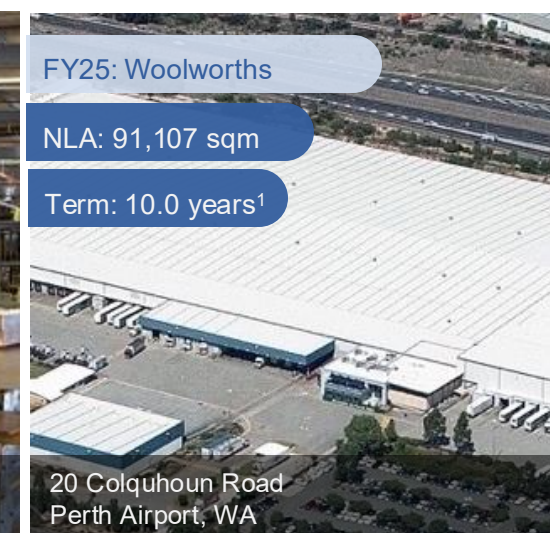 FY25: Woolworths
NLA: 91,107 sqm
Term: 10.0 years¹
20 Colquhoun Road
Perth Airport, WA